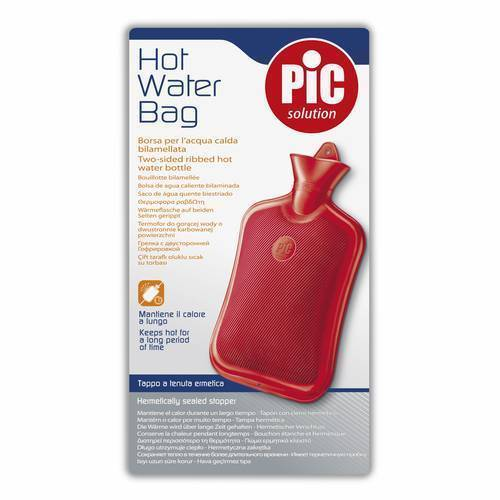 Hot
Water
Bag
PiC
solution
Borsa per l'acqua calda
bilamellata
Two-sided ribbed hot
water bottle
Bouillotte bilamellée
Bolsa de agua caliente bilaminada
Saco de água quente biestriado
Θερμοφορα ραβδωτη
Wärmeflasche auf beiden
Seiten gerippt
Termofor do gorącej wody o
dwustronnie karbowanej
powierzchni
Грелка с двусторонней
Гофрировкой
Çift taraflı oluklu sıcak
su torbası
PiC
Mantiene il calore
a lungo
Keeps hot for
a long period
of time
Tappo a tenuta ermetica
Hermetically sealed stopper
Mantiene el calor durante un largo tiempo - Tapón con cierre hermético
Mantém o calor por muito tempo - Tampa hermética
Die Wärme wird über lange Zeit gehalten - Hermetischer Verschluss
Conserve la chaleur pendant longtemps - Bouchon étanche et hermétique
Διατηρεί περισσότερο τη θερμότητα - Πώμα ερμητικά κλειστό
Długo utrzymuje ciepło - Hermetyczna zakrętka
Сохраняет тепло в течение более длительного времени - Имеет герметичную пробку
Isıyı uzun süre korur - Hava geçirmez tıpa